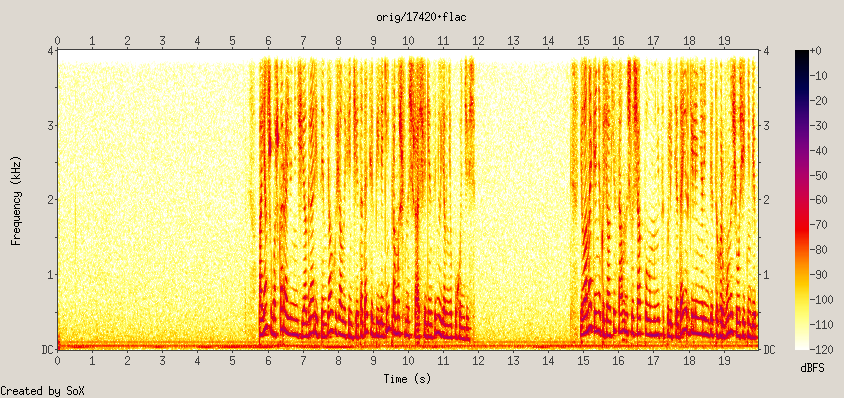 orig/17420.flac
0 1 2 3 4 5 6 7 8 9 10 11 12 13 14 15 16 17 18 19
4 4 +0
-10
-20
3 3 -30
-40
Frequency (kHz)
2 2 -50
-60
-70
1 1 -80
-90
-100
-110
DC DC -120
0 1 2 3 4 5 6 7 8 9 10 11 12 13 14 15 16 17 18 19
Time (s) dBFS
Created by SoX